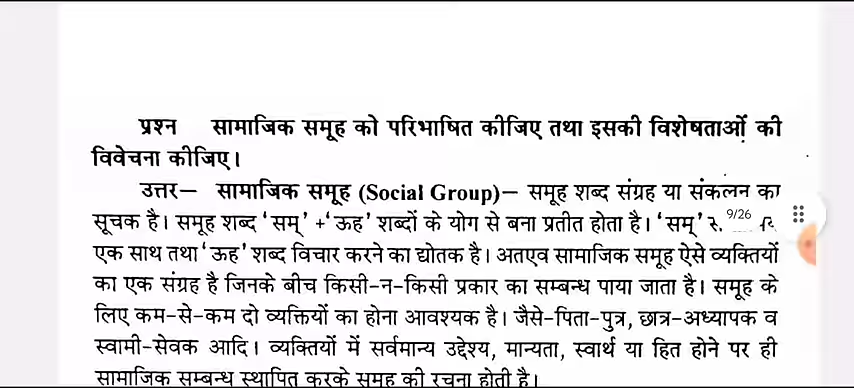 प्रश्न सामाजिक समूह को परिभाषित कीजिए तथा इसकी विशेषताओं की
विवेचना कीजिए।
उत्तर— सामाजिक समूह (Social Group)— समूह शब्द संग्रह या संकलन का
सूचक है। समूह शब्द ‘सम्’ +‘ऊह’ शब्दों के योग से बना प्रतीत होता है। ‘सम्’
9/26
एक साथ तथा ‘ऊह’ शब्द विचार करने का द्योतक है। अतएव सामाजिक समूह ऐसे व्यक्तियों
का एक संग्रह है जिनके बीच किसी-न-किसी प्रकार का सम्बन्ध पाया जाता है। समूह के
लिए कम-से-कम दो व्यक्तियों का होना आवश्यक है। जैसे-पिता-पुत्र, छात्र-अध्यापक व
स्वामी-सेवक आदि। व्यक्तियों में सर्वमान्य उद्देश्य, मान्यता, स्वार्थ या हित होने पर ही
सामाजिक सम्बन्ध स्थापित करके समूह की रचना होती है।